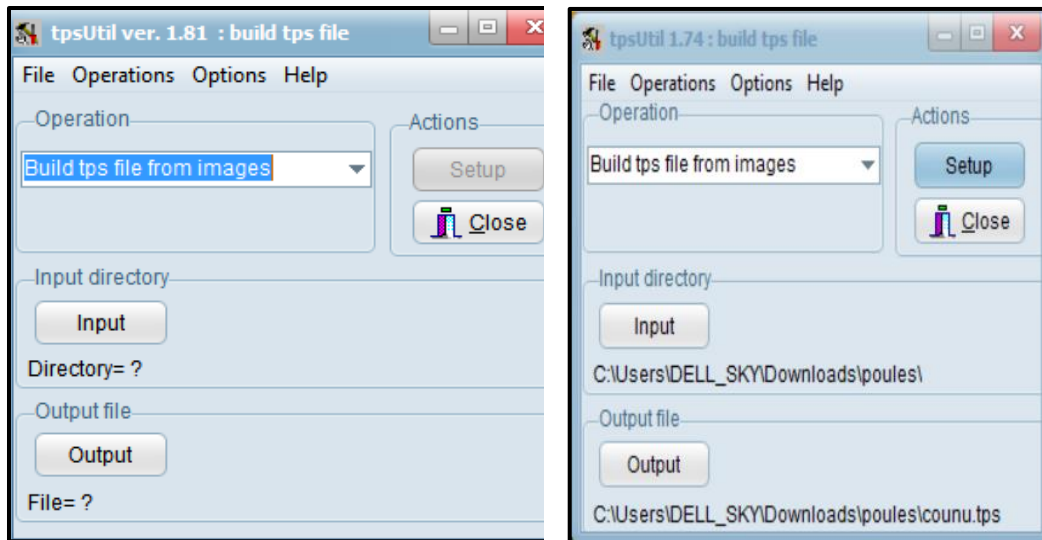 tpsUtil ver. 1.81 : build tps file
File Operations Options Help
Operation
Actions
Build tps file from images
Setup
Close
Input directory
Input
Directory= ?
Output file
Output
File= ?
tpsUtil 1.74 : build tps file
File Operations Options Help
Operation
Actions
Build tps file from images
Setup
Close
Input directory
Input
C:\Users\DELL_SKY\Downloads\poules\
Output file
Output
C:\Users\DELL_SKY\Downloads\poules\counu.tps